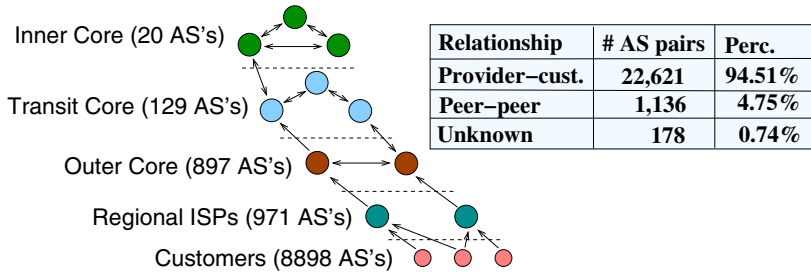 Inner Core (20 AS's)
Transit Core (129 AS's)
Outer Core (897 AS's)
Regional ISPs (971 AS's)
Customers (8898 AS's)
Relationship # AS pairs Perc.
Provider−cust. 22,621 94.51%
Peer−peer 1,136 4.75%
Unknown 178 0.74%